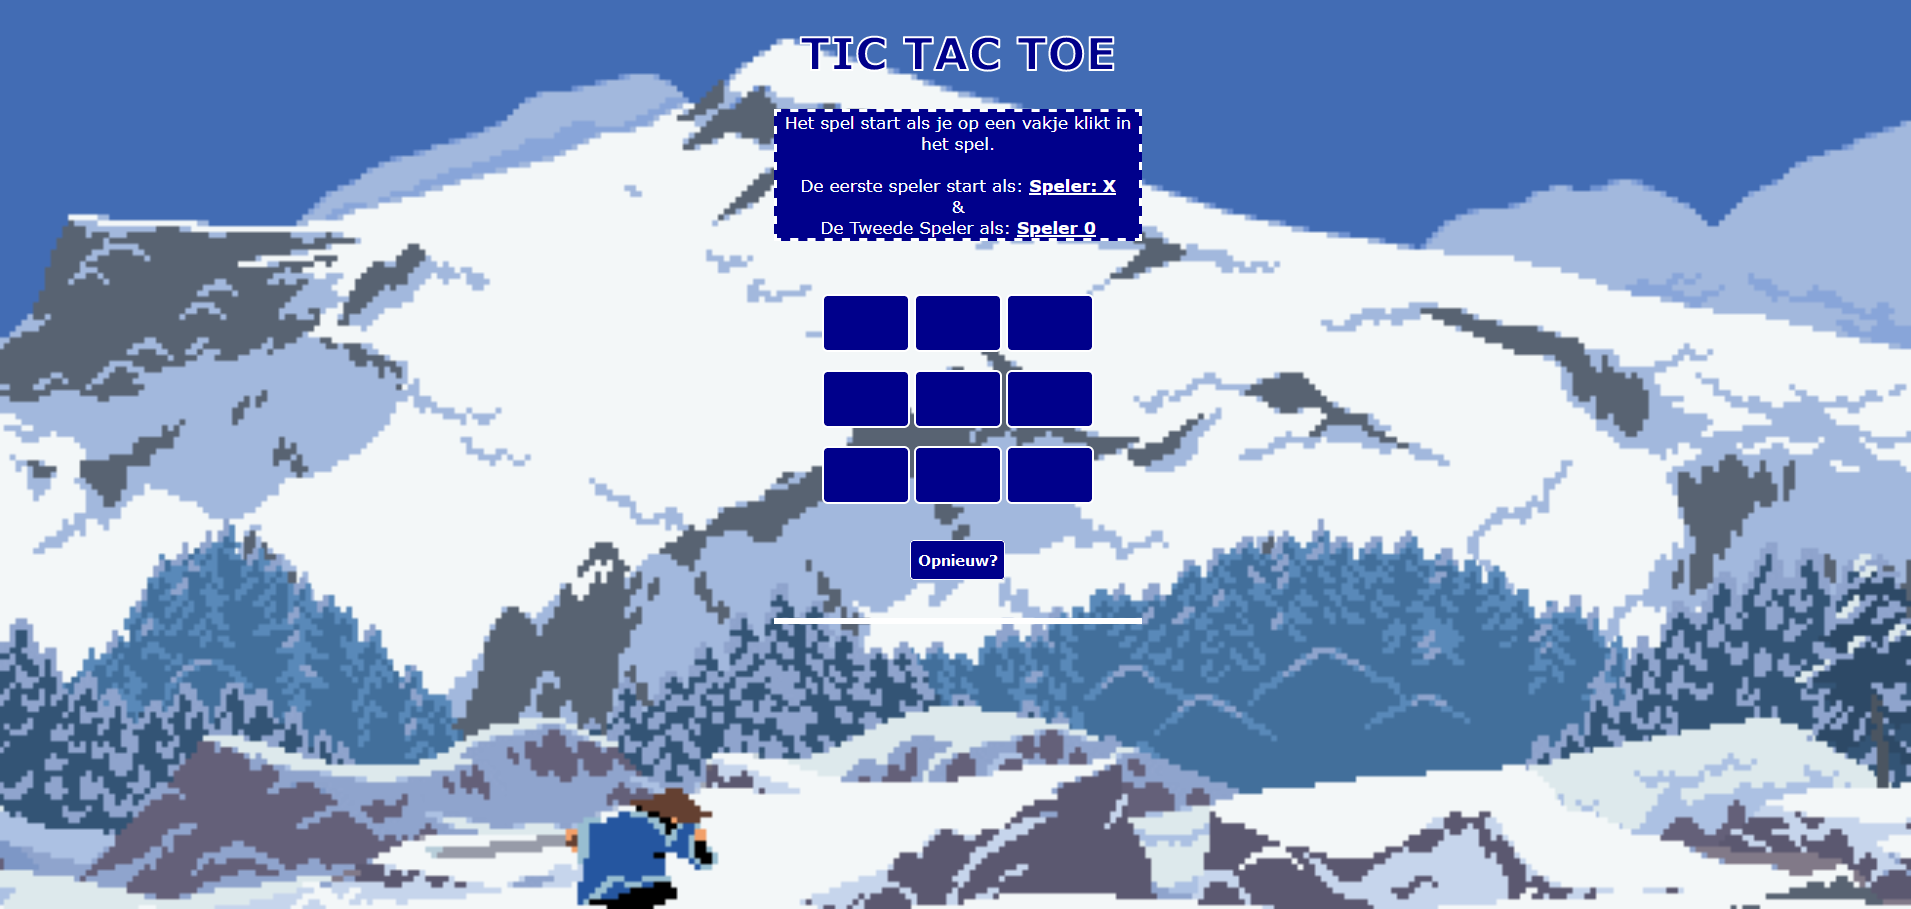 TIC TAC TOE
Het spel start als je op een vakje klikt in
het spel.
De eerste speler start als: Speler: X
&
De Tweede Speler als: Speler 0
Opnieuw?